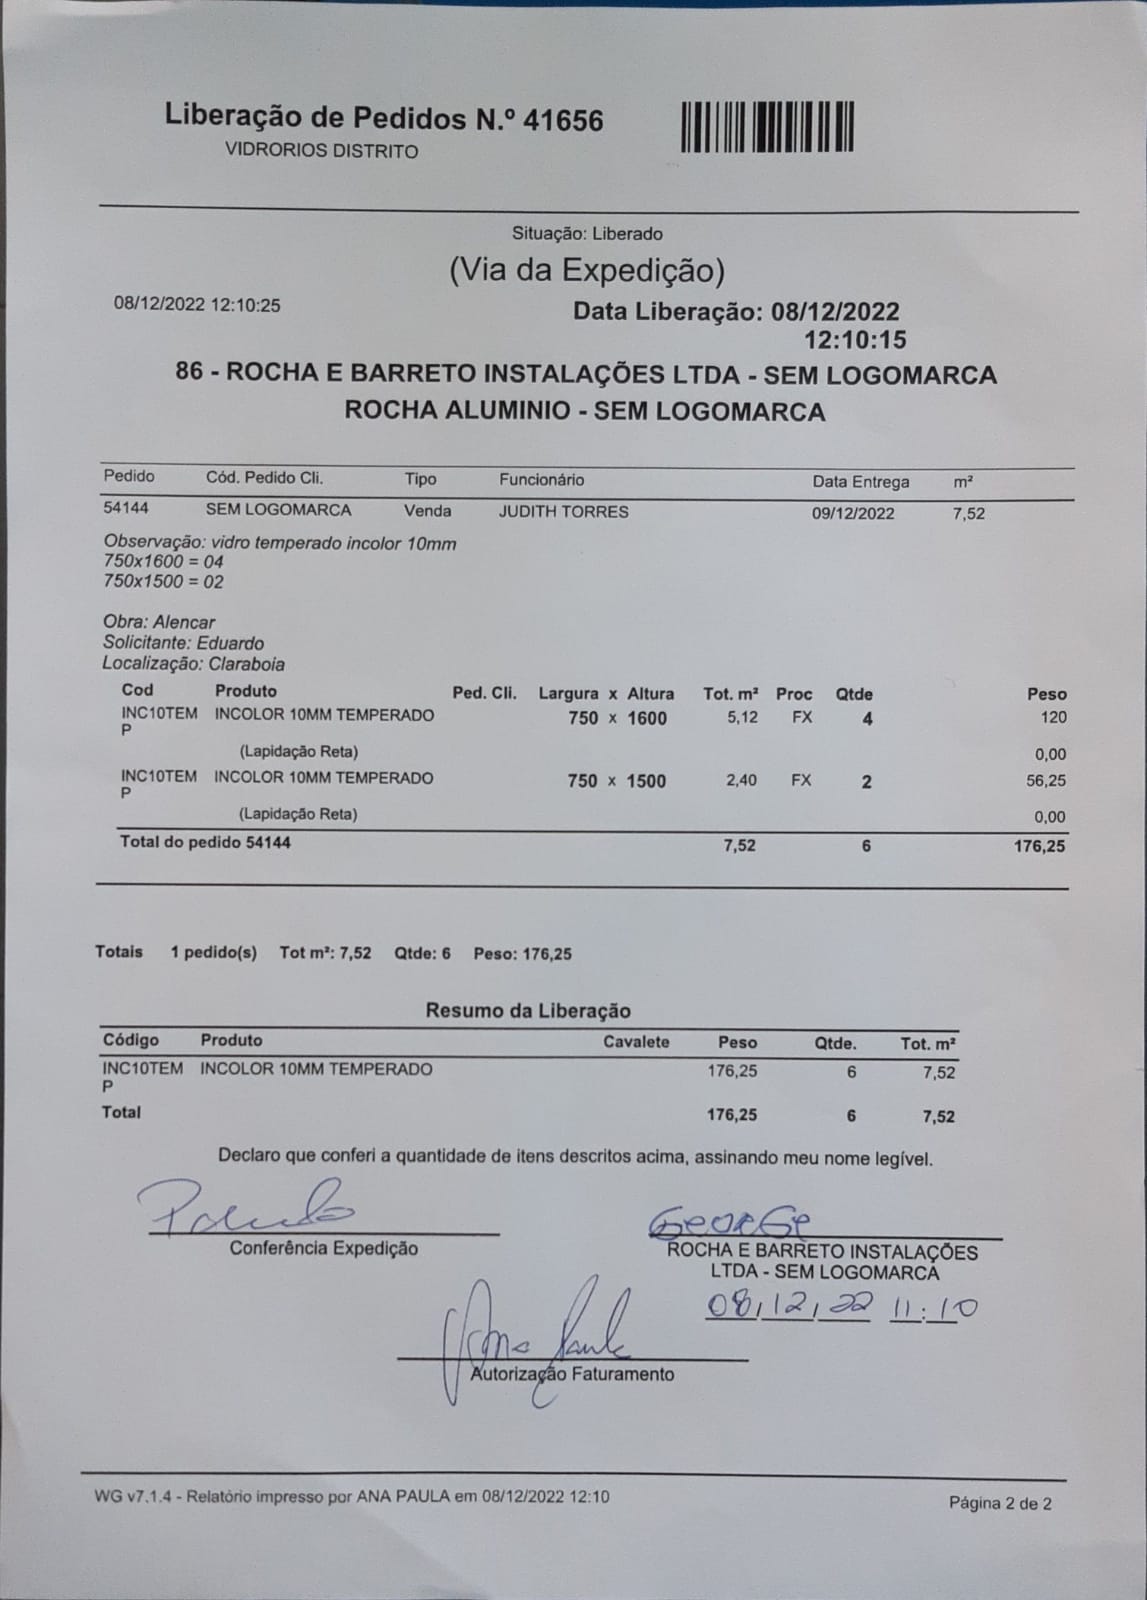 Liberação de Pedidos N.º 41656
VIDRORIOS DISTRITO
Situação: Liberado
(Via da Expedição)
08/12/2022 12:10:25
Data Liberação: 08/12/2022
12:10:15
86 - ROCHA E BARRETO INSTALAÇÕES LTDA - SEM LOGOMARCA
ROCHA ALUMINIO - SEM LOGOMARCA
Pedido Cód. Pedido Cli. Tipo Funcionário Data Entrega m²
54144 SEM LOGOMARCA Venda JUDITH TORRES 09/12/2022 7,52
Observação: vidro temperado incolor 10mm
750x1600 = 04
750x1500 = 02
Obra: Alencar
Solicitante: Eduardo
Localização: Claraboia
Cod Produto Ped. Cli. Largura x Altura Tot. m² Proc Qtde Peso
INC10TEM INCOLOR 10MM TEMPERADO 750 x 1600 5,12 FX 4 120
P
(Lapidação Reta) 0,00
INC10TEM INCOLOR 10MM TEMPERADO 750 x 1500 2,40 FX 2 56,25
P
(Lapidação Reta) 0,00
Total do pedido 54144 7,52 6 176,25
Totais 1 pedido(s) Tot m²: 7,52 Qtde: 6 Peso: 176,25
Resumo da Liberação
Código Produto Cavalete Peso Qtde. Tot. m²
INC10TEM INCOLOR 10MM TEMPERADO 176,25 6 7,52
P
Total 176,25 6 7,52
Declaro que conferi a quantidade de itens descritos acima, assinando meu nome legível.
GeorGe
Conferência Expedição
ROCHA E BARRETO INSTALAÇÕES
LTDA - SEM LOGOMARCA
08/12/22 11:10
Ana Paula
Autorização Faturamento
WG v7.1.4 - Relatório impresso por ANA PAULA em 08/12/2022 12:10
Página 2 de 2